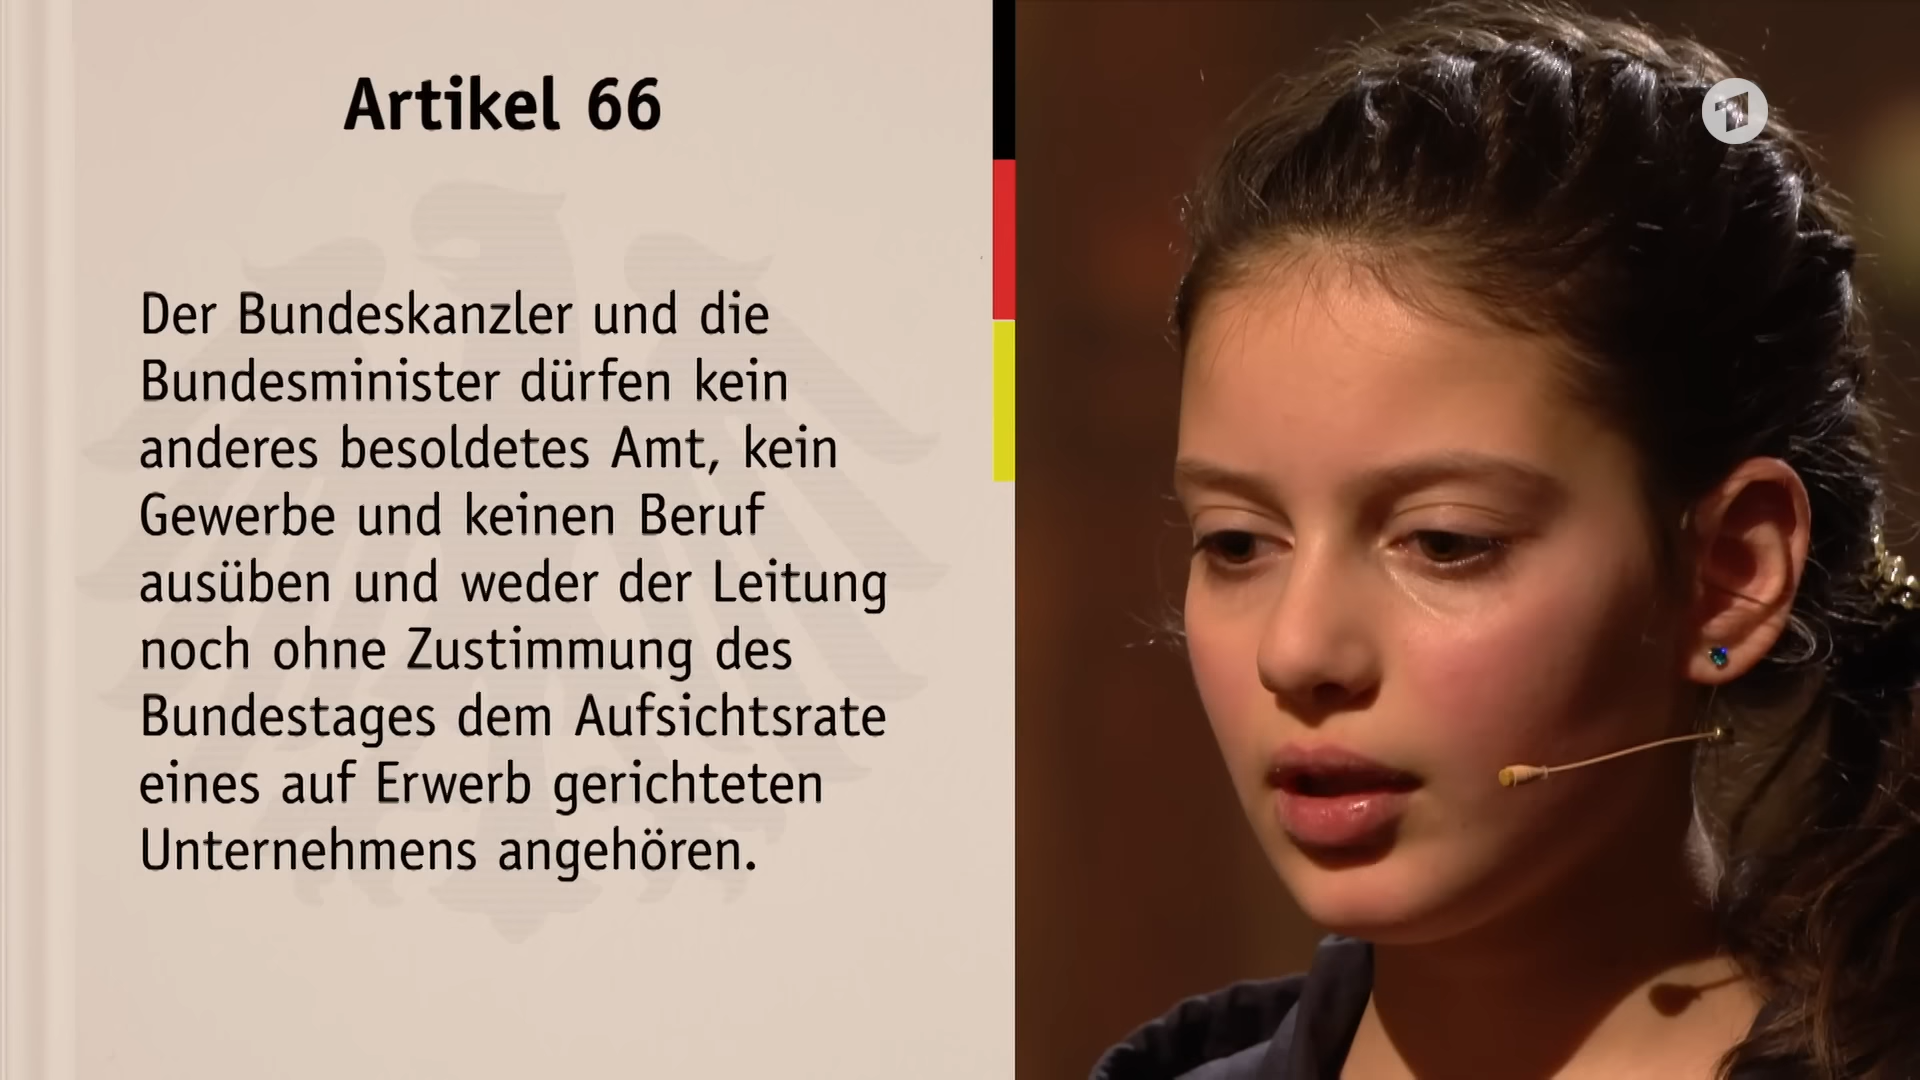 Artikel 66
Der Bundeskanzler und die
Bundesminister dürfen kein
anderes besoldetes Amt, kein
Gewerbe und keinen Beruf
ausüben und weder der Leitung
noch ohne Zustimmung des
Bundestages dem Aufsichtsrate
eines auf Erwerb gerichteten
Unternehmens angehören.
1